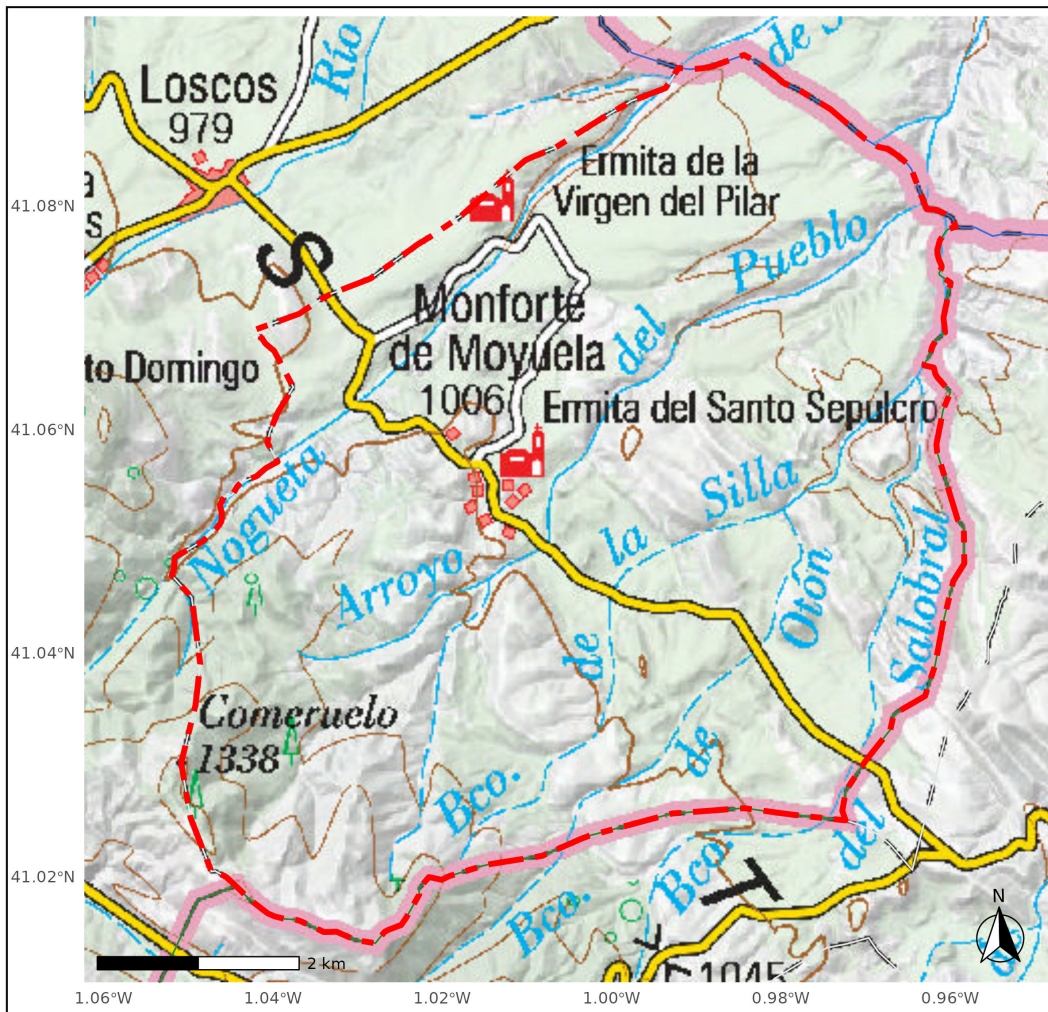 Río
de
Loscos
979
Ermita de la
Virgen del Pilar
41.08°N
Pueblo
del
Monforte
de Moyuela
1006
to Domingo
Ermita del Santo Sepulcro
41.06°N
Nogueta
Silla
la
Arroyo
Otón
Salobral
de
41.04°N
Comeruelo
1338
de
Bco.
del
Bco.
Bco.
41.02°N
N
2 km
1045
1.06°W
1.04°W
1.02°W
1.00°W
0.98°W
0.96°W